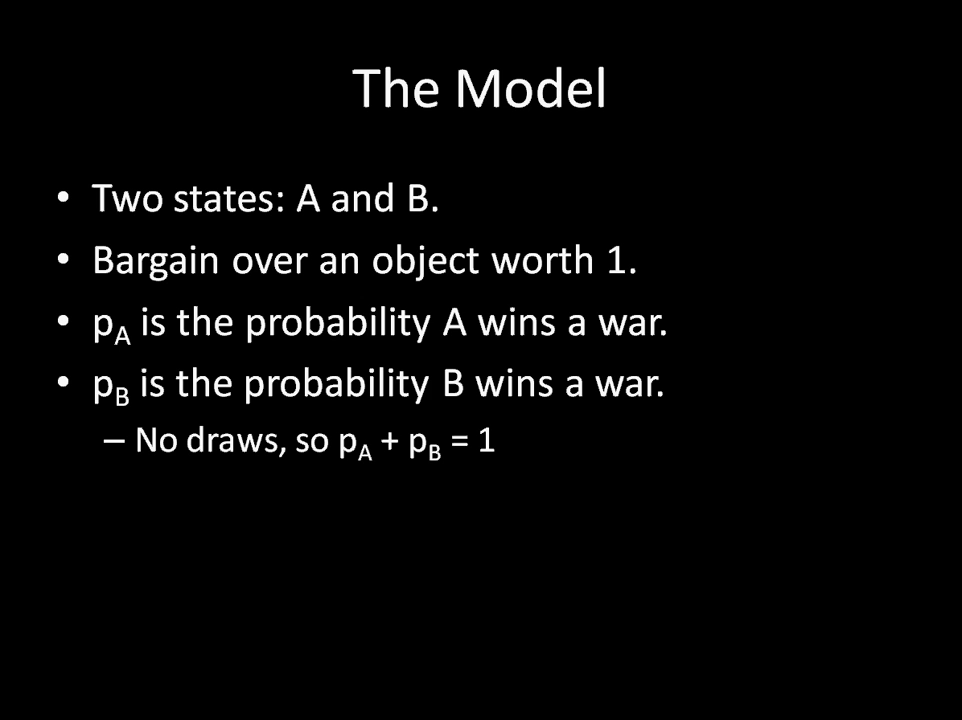 The Model
• Two states: A and B.
• Bargain over an object worth 1.
• pA is the probability A wins a war.
• pB is the probability B wins a war.
– No draws, so pA + pB = 1